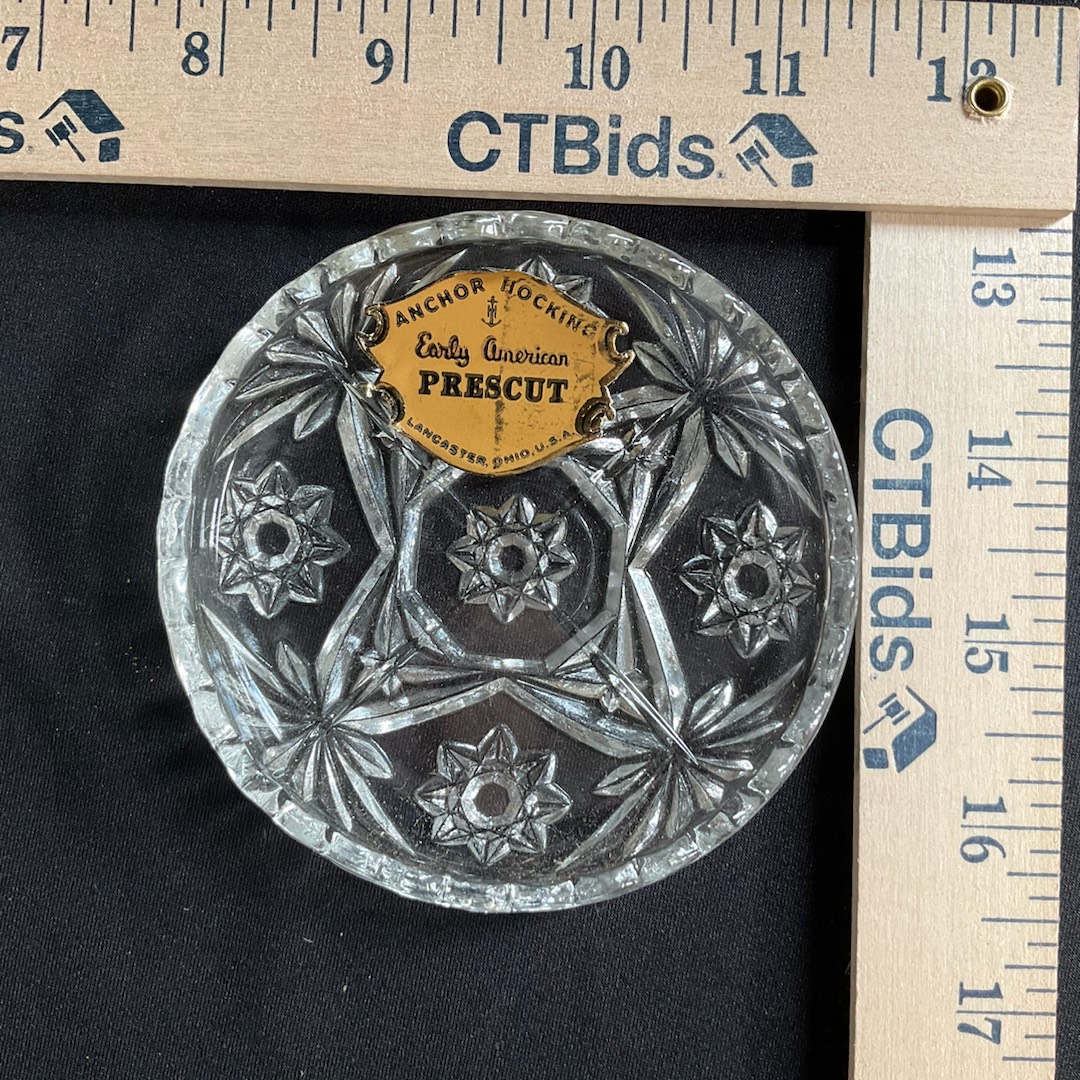 7 8 9 10 11 12
s.
CTBids.
ANCHOR HOCKING
Early American
PRESCUT
LANCASTER, OHIO, U.S.A.
13
14
CTBids.
15
16
17